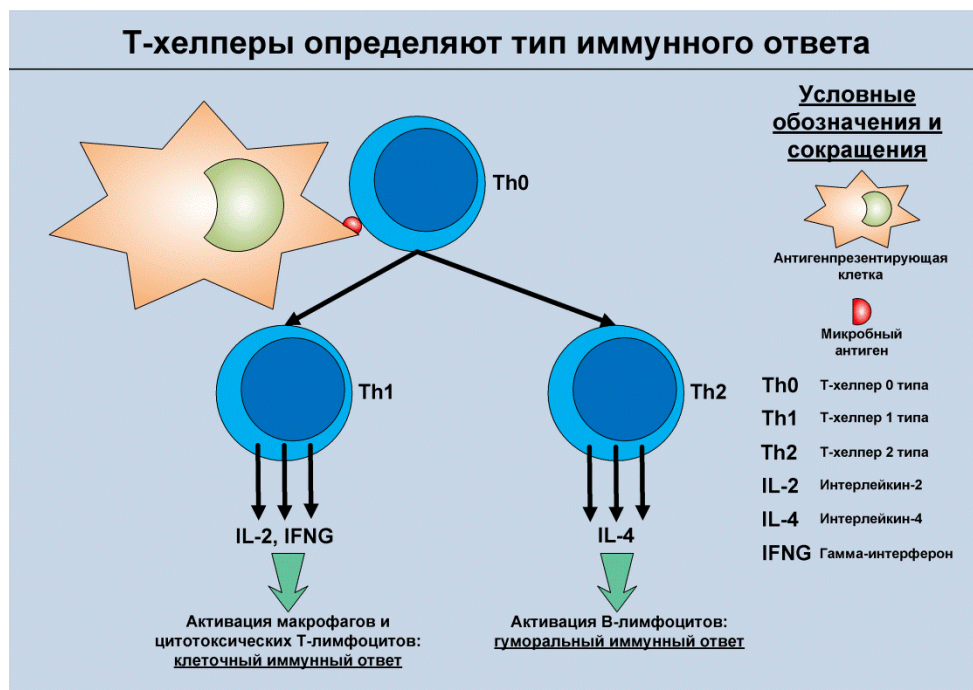 Т-хелперы определяют тип иммунного ответа
Условные
обозначения и
сокращения
Th0
Антигенпрезентирующая
клетка
Микробный
антиген
Th1
Th2
Th0 Т-хелпер 0 типа
Th1 Т-хелпер 1 типа
Th2 Т-хелпер 2 типа
IL-2 Интерлейкин-2
IL-4 Интерлейкин-4
IFNG Гамма-интерферон
IL-2, IFNG
IL-4
Активация макрофагов и
цитотоксических Т-лимфоцитов:
клеточный иммунный ответ
Активация В-лимфоцитов:
гуморальный иммунный ответ